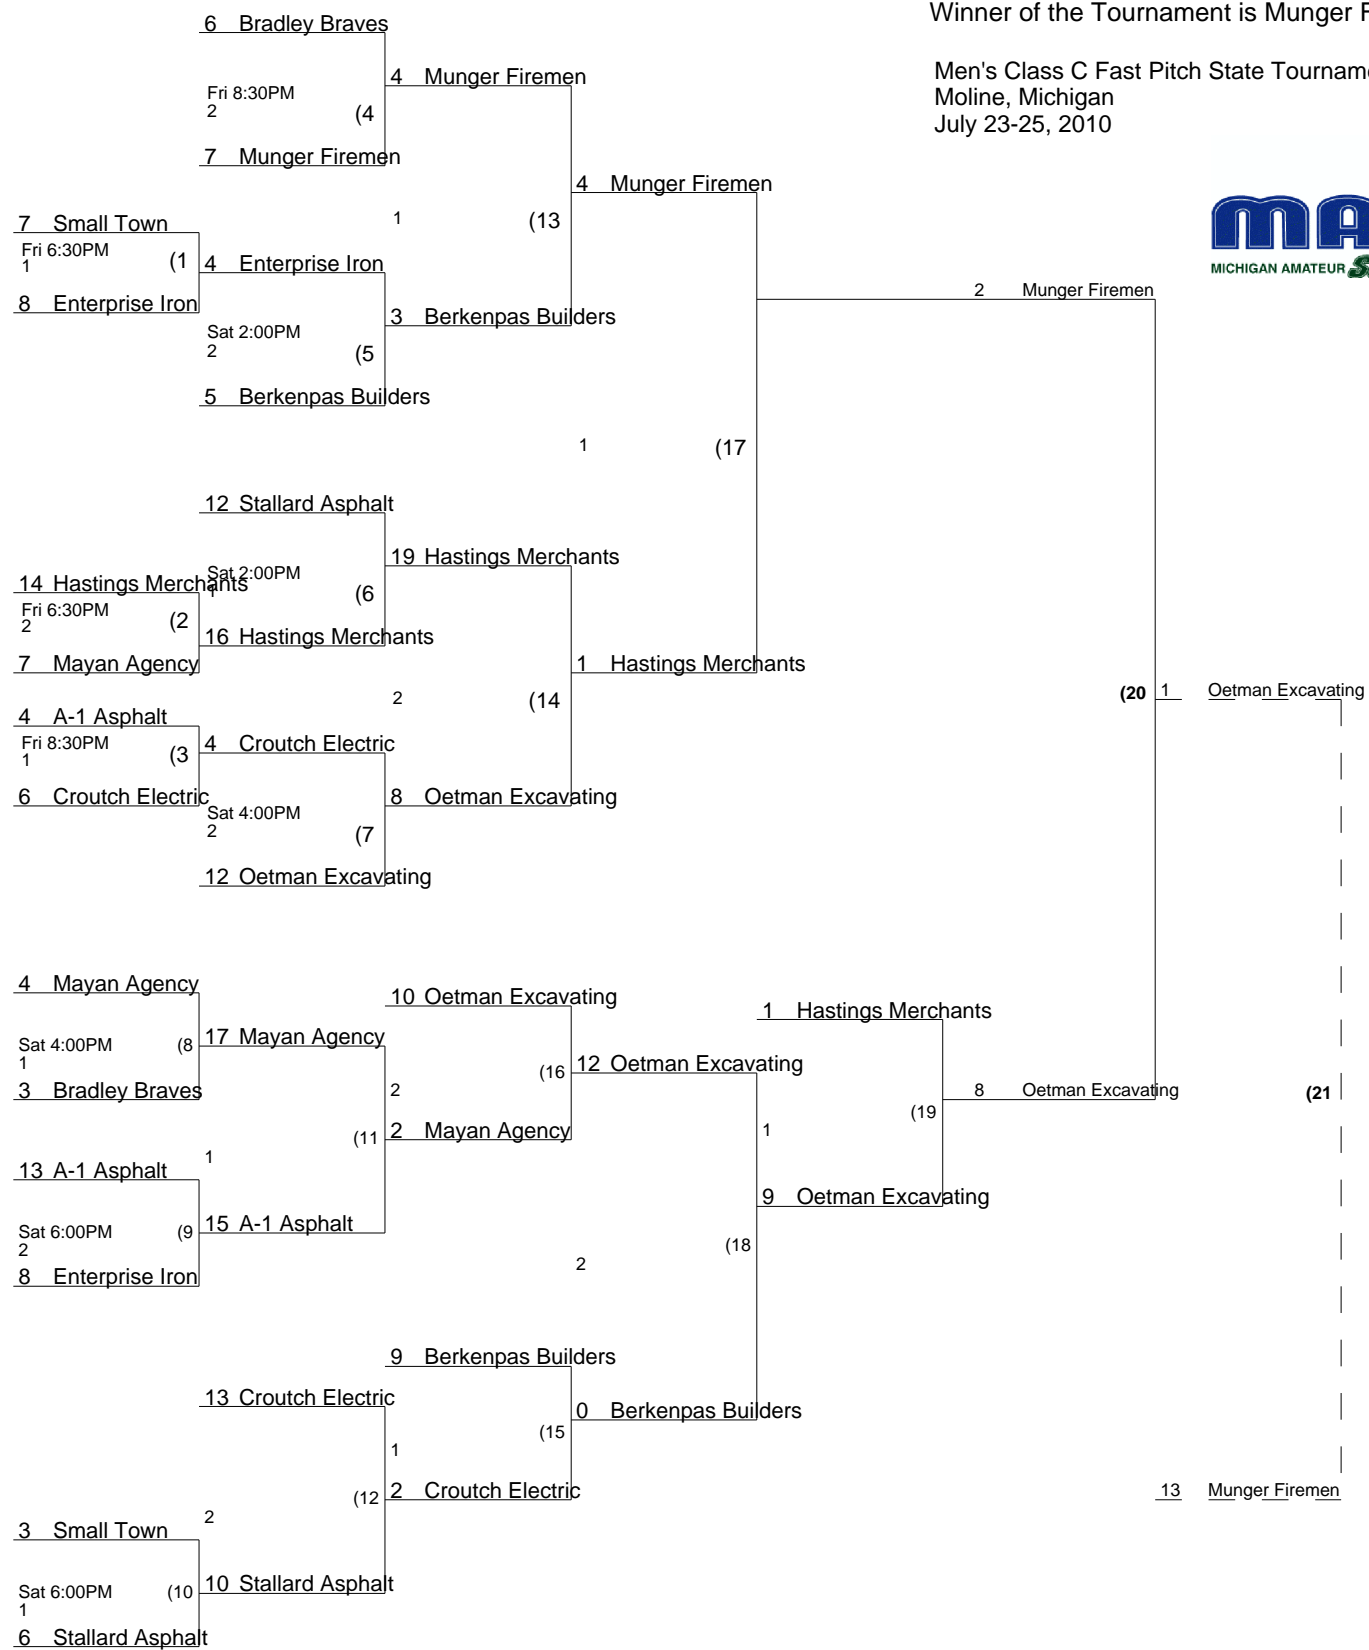 Winner of the Tournament is Munger F
Men's Class C Fast Pitch State Tourname
Moline, Michigan
July 23-25, 2010
MA
MICHIGAN AMATEUR
6 Bradley Braves
Fri 8:30PM
2
(4
7 Munger Firemen
4 Munger Firemen
1
(13
4 Munger Firemen
7 Small Town
Fri 6:30PM
1
(1
8 Enterprise Iron
4 Enterprise Iron
Sat 2:00PM
2
(5
5 Berkenpas Builders
3 Berkenpas Builders
1
(17
2 Munger Firemen
12 Stallard Asphalt
Sat 2:00PM
1
(6
16 Hastings Merchants
19 Hastings Merchants
14 Hastings Merchants
Fri 6:30PM
2
(2
7 Mayan Agency
2
(14
1 Hastings Merchants
4 A-1 Asphalt
Fri 8:30PM
1
(3
6 Croutch Electric
4 Croutch Electric
Sat 4:00PM
2
(7
12 Oetman Excavating
8 Oetman Excavating
(20
1 Oetman Excavating
4 Mayan Agency
Sat 4:00PM
1
(8
3 Bradley Braves
17 Mayan Agency
2
1
(11
13 A-1 Asphalt
Sat 6:00PM
2
(9
8 Enterprise Iron
15 A-1 Asphalt
10 Oetman Excavating
(16
2 Mayan Agency
12 Oetman Excavating
1
2
(18
1 Hastings Merchants
(19
9 Oetman Excavating
8 Oetman Excavating
(21
9 Berkenpas Builders
(15
0 Berkenpas Builders
13 Croutch Electric
1
(12
2 Croutch Electric
2
3 Small Town
Sat 6:00PM
1
(10
6 Stallard Asphalt
10 Stallard Asphalt
13 Munger Firemen